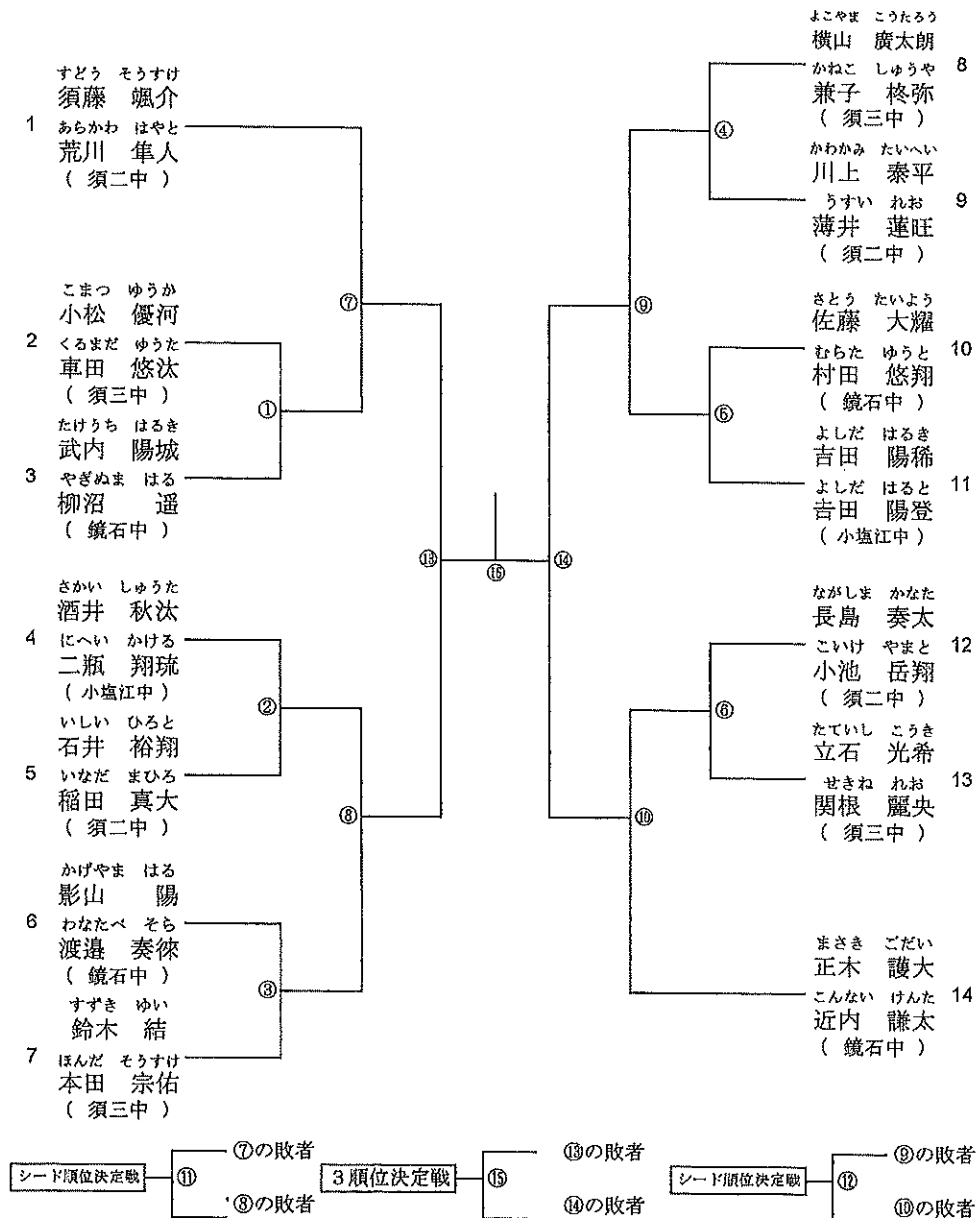 すどう そうすけ
須藤 颯介
1 あらかわ はやと
荒川 隼人
( 須二中 )
こまつ ゆうか
小松 優河
2 くるまだ ゆうた
車田 悠汰
( 須三中 )
①
たけうち はるき
武内 陽城
3 やぎぬま はる
柳沼 遥
( 鏡石中 )
⑦
さかい しゅうた
酒井 秋汰
4 にへい かける
二瓶 翔琉
( 小塩江中 )
②
いしい ひろと
石井 裕翔
5 いなだ まひろ
稲田 真大
( 須二中 )
⑧
かげやま はる
影山 陽
6 わなたべ そら
渡邉 奏徠
( 鏡石中 )
③
すずき ゆい
鈴木 結
7 ほんだ そうすけ
本田 宗佑
( 須三中 )
⑬
⑯
⑭
よこやま こうたろう
横山 廣太朗
かねこ しゅうや 8
兼子 柊弥
( 須三中 )
④
かわかみ たいへい
川上 泰平
うすい れお 9
薄井 蓮旺
( 須二中 )
⑨
さとう たいよう
佐藤 大耀
むらた ゆうと 10
村田 悠翔
( 鏡石中 )
⑥
よしだ はるき
吉田 陽稀
よしだ はると 11
吉田 陽登
( 小塩江中 )
ながしま かなた
長島 奏太
こいけ やまと 12
小池 岳翔
( 須二中 )
⑥
たていし こうき
立石 光希
せきね れお 13
関根 麗央
( 須三中 )
⑩
まさき ごだい
正木 護大
こんない けんた 14
近内 謙太
( 鏡石中 )
シード順位決定戦 ⑪ ⑦の敗者
⑧の敗者
3順位決定戦 ⑮ ⑬の敗者
⑭の敗者
シード順位決定戦 ⑫ ⑨の敗者
⑩の敗者